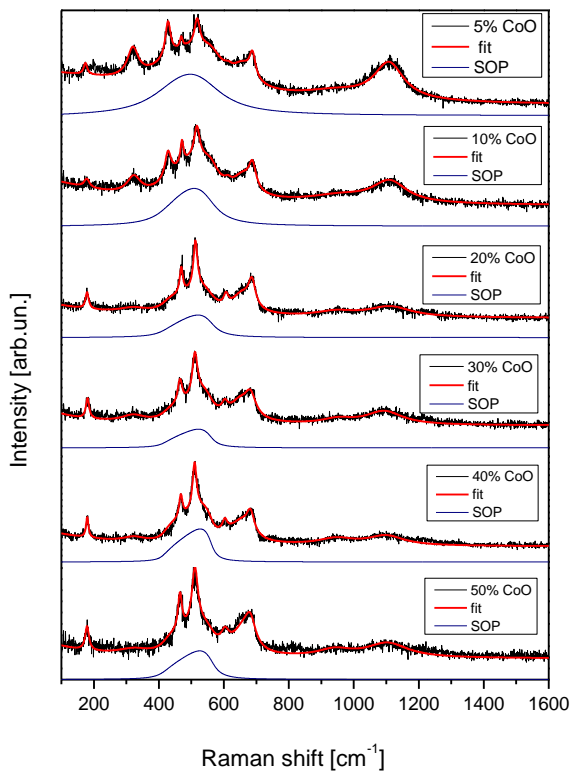 5% CoO
fit
SOP
10% CoO
fit
SOP
20% CoO
fit
SOP
30% CoO
fit
SOP
40% CoO
fit
SOP
50% CoO
fit
SOP
Intensity [arb.un.]
200 400 600 800 1000 1200 1400 1600
Raman shift [cm⁻¹]